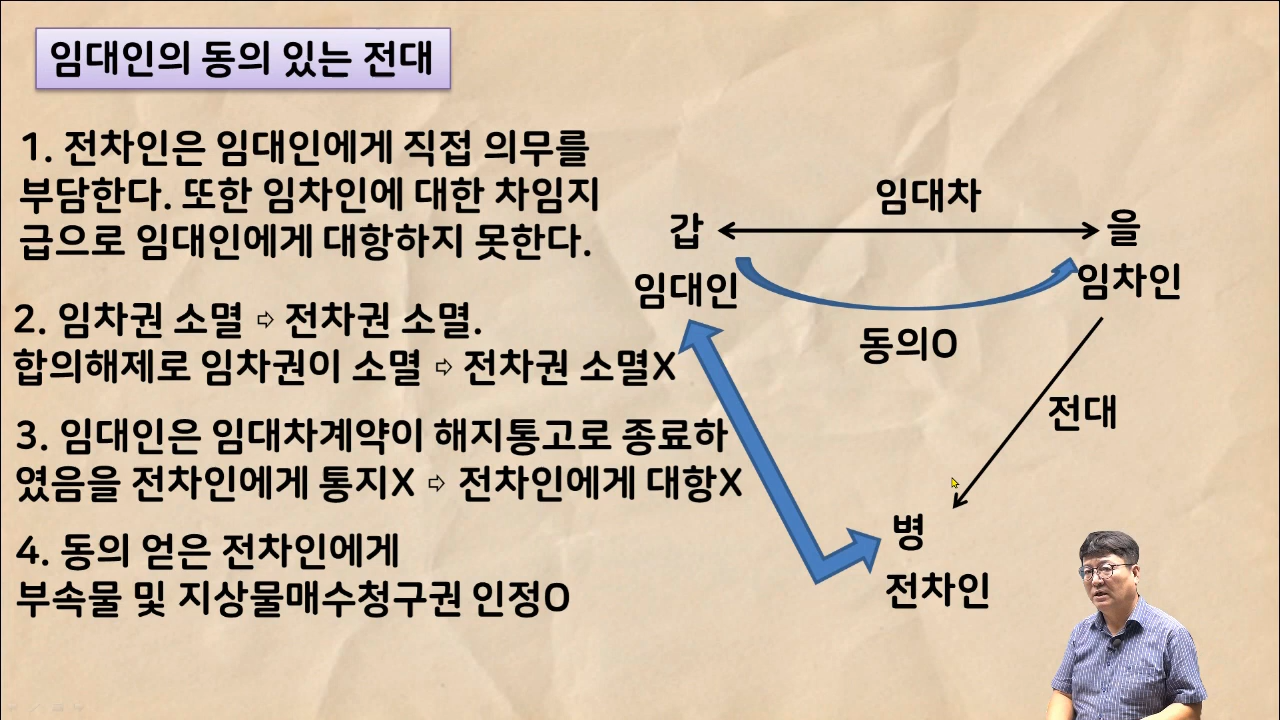 임대인의 동의 있는 전대
1. 전차인은 임대인에게 직접 의무를
부담한다. 또한 임차인에 대한 차임지
급으로 임대인에게 대항하지 못한다.
2. 임차권 소멸 ⇨ 전차권 소멸.
합의해제로 임차권이 소멸 ⇨ 전차권 소멸X
3. 임대인은 임대차계약이 해지통고로 종료하
였음을 전차인에게 통지X ⇨ 전차인에게 대항X
4. 동의 얻은 전차인에게
부속물 및 지상물매수청구권 인정O
임대차
갑
을
임대인
임차인
동의O
전대
병
전차인